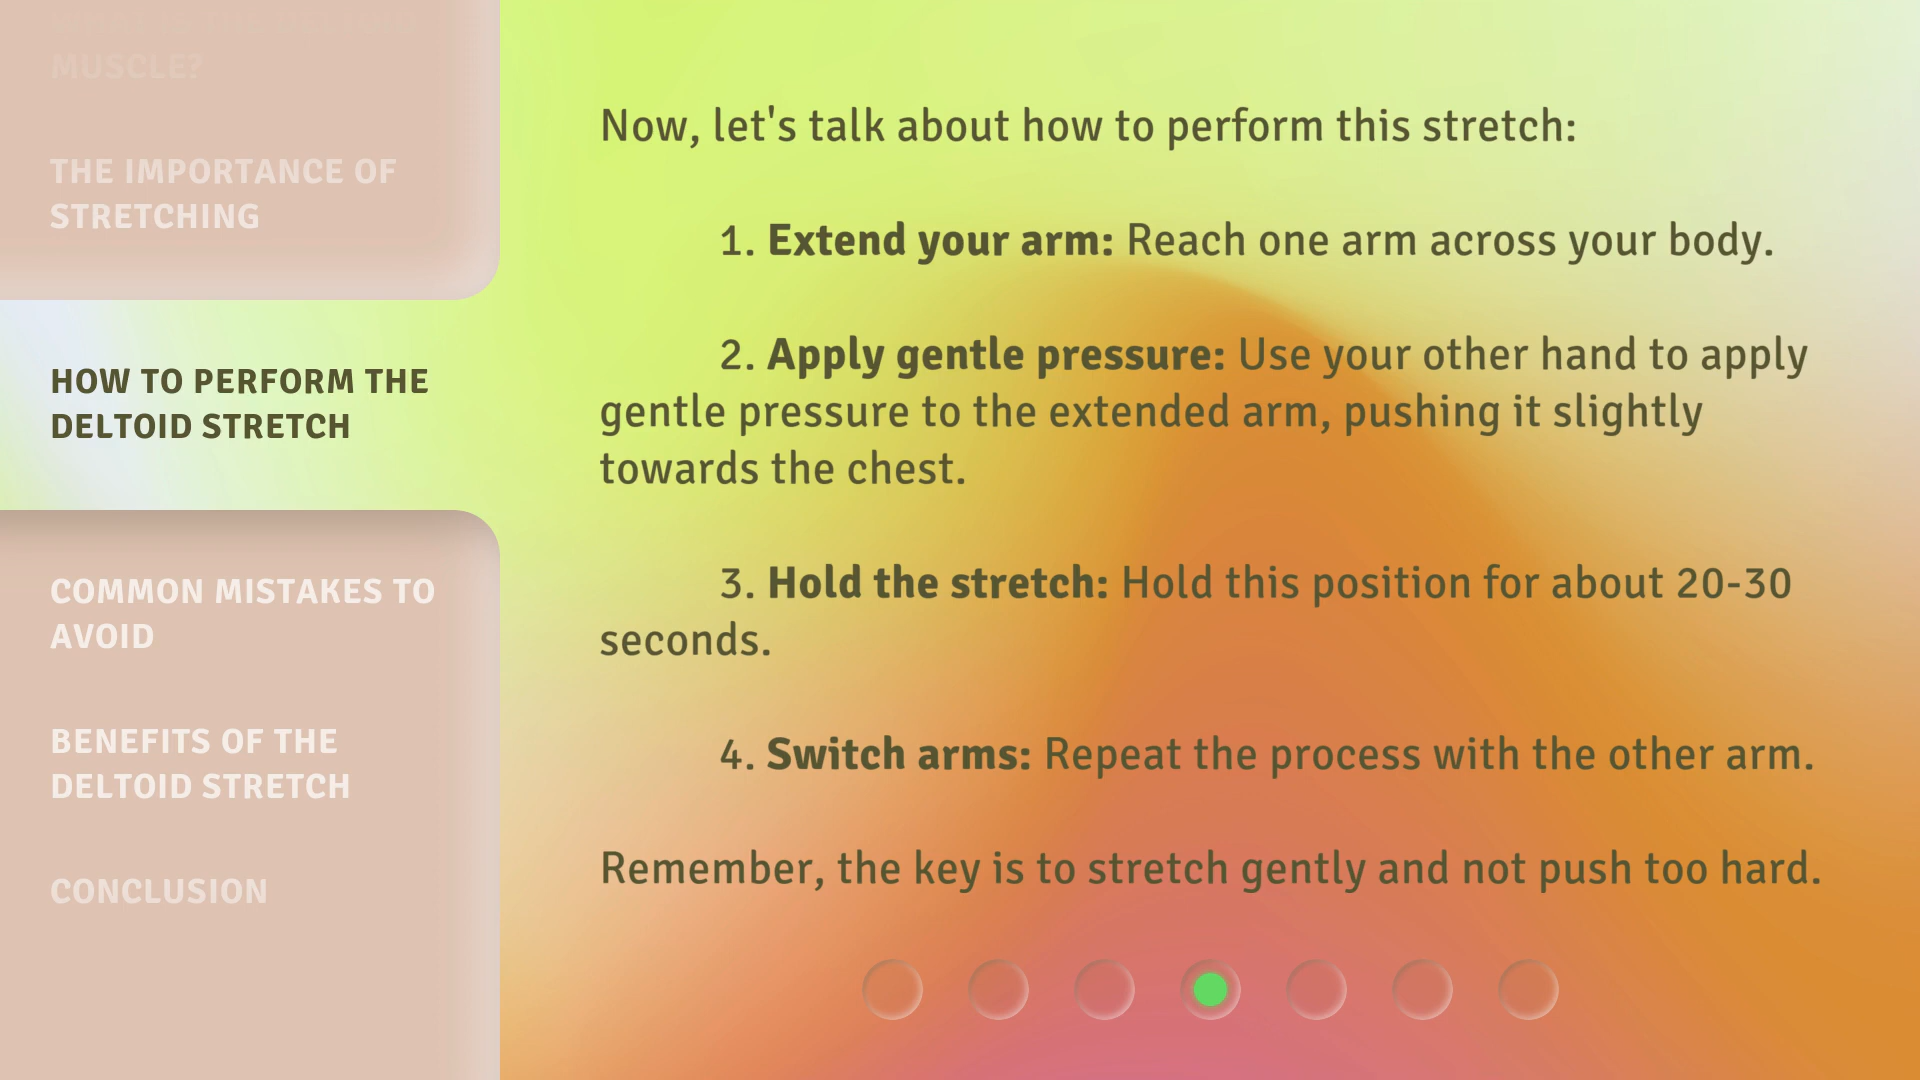 MUSCLE?
THE IMPORTANCE OF
STRETCHING
HOW TO PERFORM THE
DELTOID STRETCH
COMMON MISTAKES TO
AVOID
BENEFITS OF THE
DELTOID STRETCH
CONCLUSION
Now, let's talk about how to perform this stretch:
1. Extend your arm: Reach one arm across your body.
2. Apply gentle pressure: Use your other hand to apply
gentle pressure to the extended arm, pushing it slightly
towards the chest.
3. Hold the stretch: Hold this position for about 20-30
seconds.
4. Switch arms: Repeat the process with the other arm.
Remember, the key is to stretch gently and not push too hard.